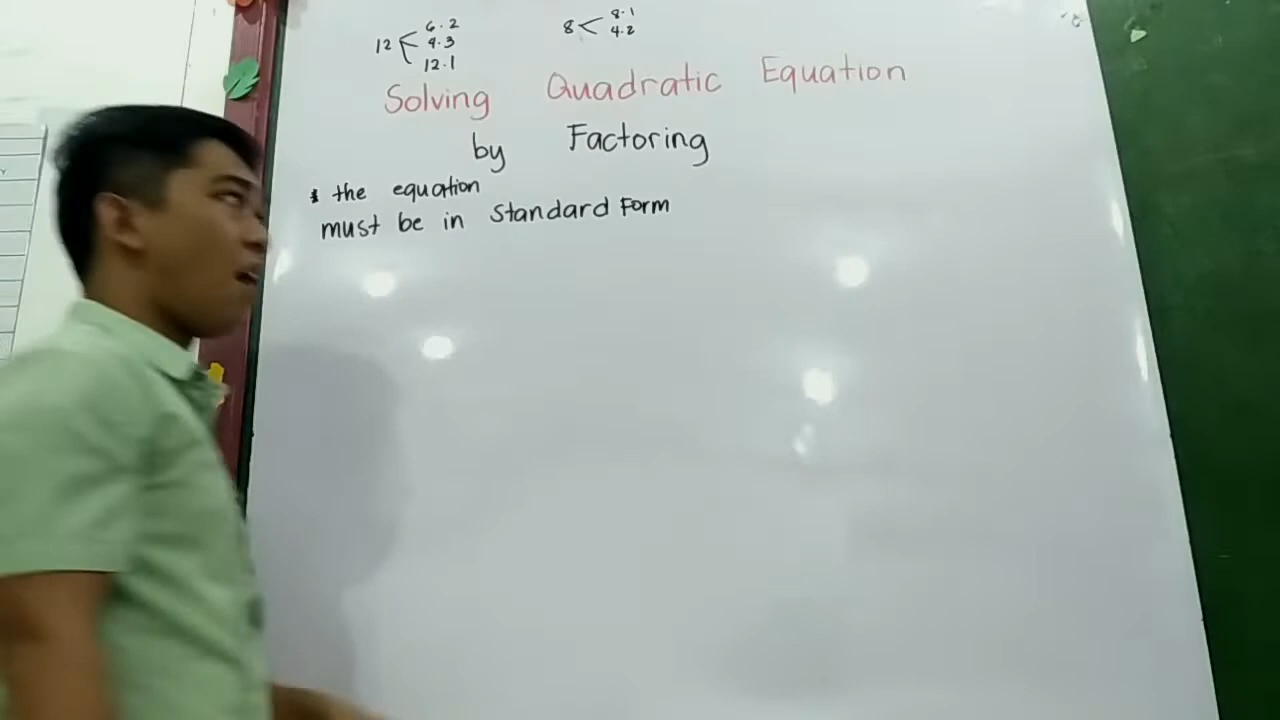 12 < 6·2
4·3
12·1
8 < 8·1
4·2
Solving Quadratic Equation
by Factoring
* the equation
must be in Standard Form